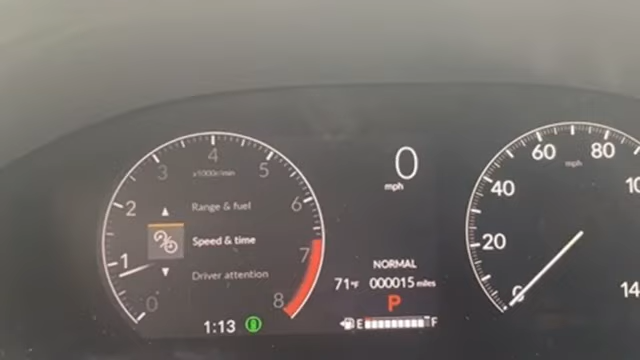 4
3
5
x1000r/min
2
Range & fuel
6
1
Speed & time
7
Driver attention
0
8
1:13
0
mph
NORMAL
71°F 000015 miles
P
E F
60
80
mph
40
20
0